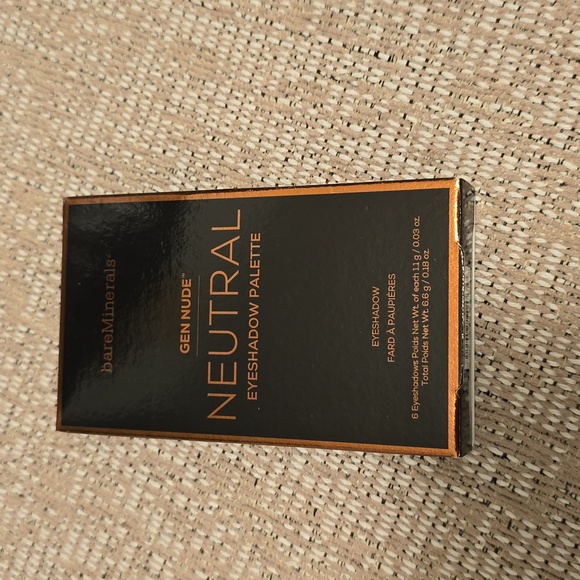 bareMinerals®
GEN NUDE™
NEUTRAL
EYESHADOW PALETTE
EYESHADOW
FARD À PAUPIÈRES
6 Eyeshadows Poids Net Wt. of each 1.1 g / 0.03 oz.
Total Poids Net Wt. 6.6 g / 0.18 oz.